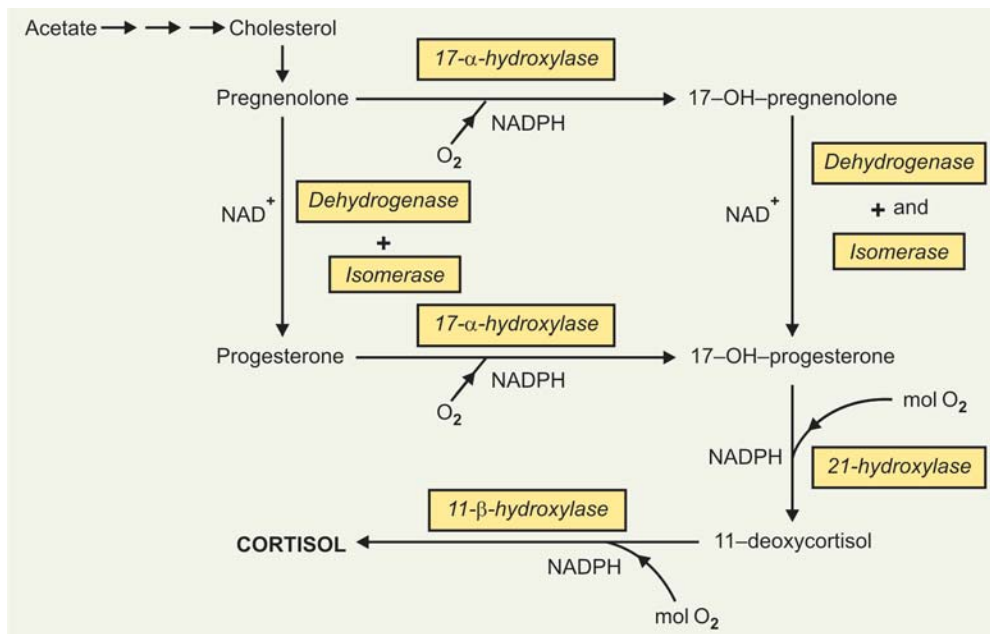 Acetate Cholesterol
17-α-hydroxylase
Pregnenolone 17–OH–pregnenolone
NADPH
O2
Dehydrogenase
Dehydrogenase
NAD+
NAD+
+ and
+
Isomerase
Isomerase
17-α-hydroxylase
Progesterone 17–OH–progesterone
NADPH
O2
mol O2
NADPH
21-hydroxylase
11-β-hydroxylase
CORTISOL 11–deoxycortisol
NADPH
mol O2